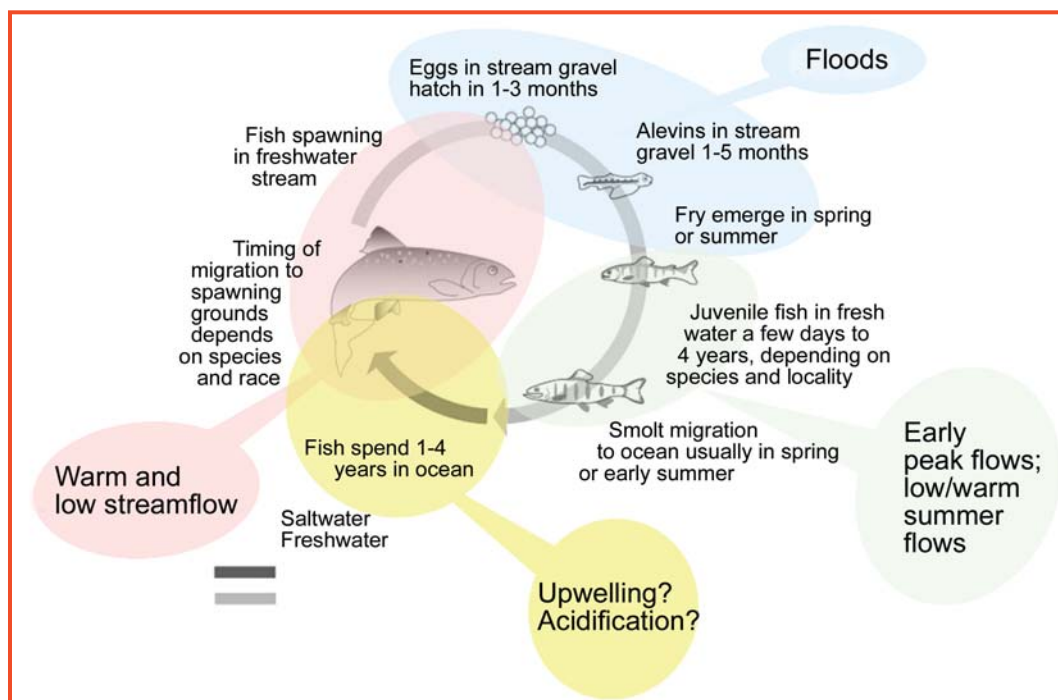 Eggs in stream gravel
hatch in 1-3 months
Floods
Alevins in stream
gravel 1-5 months
Fish spawning
in freshwater
stream
Fry emerge in spring
or summer
Timing of
migration to
spawning
grounds
depends
on species
and race
Juvenile fish in fresh
water a few days to
4 years, depending on
species and locality
Smolt migration
to ocean usually in spring
or early summer
Fish spend 1-4
years in ocean
Early
peak flows;
low/warm
summer
flows
Warm and
low streamflow
Saltwater
Freshwater
Upwelling?
Acidification?